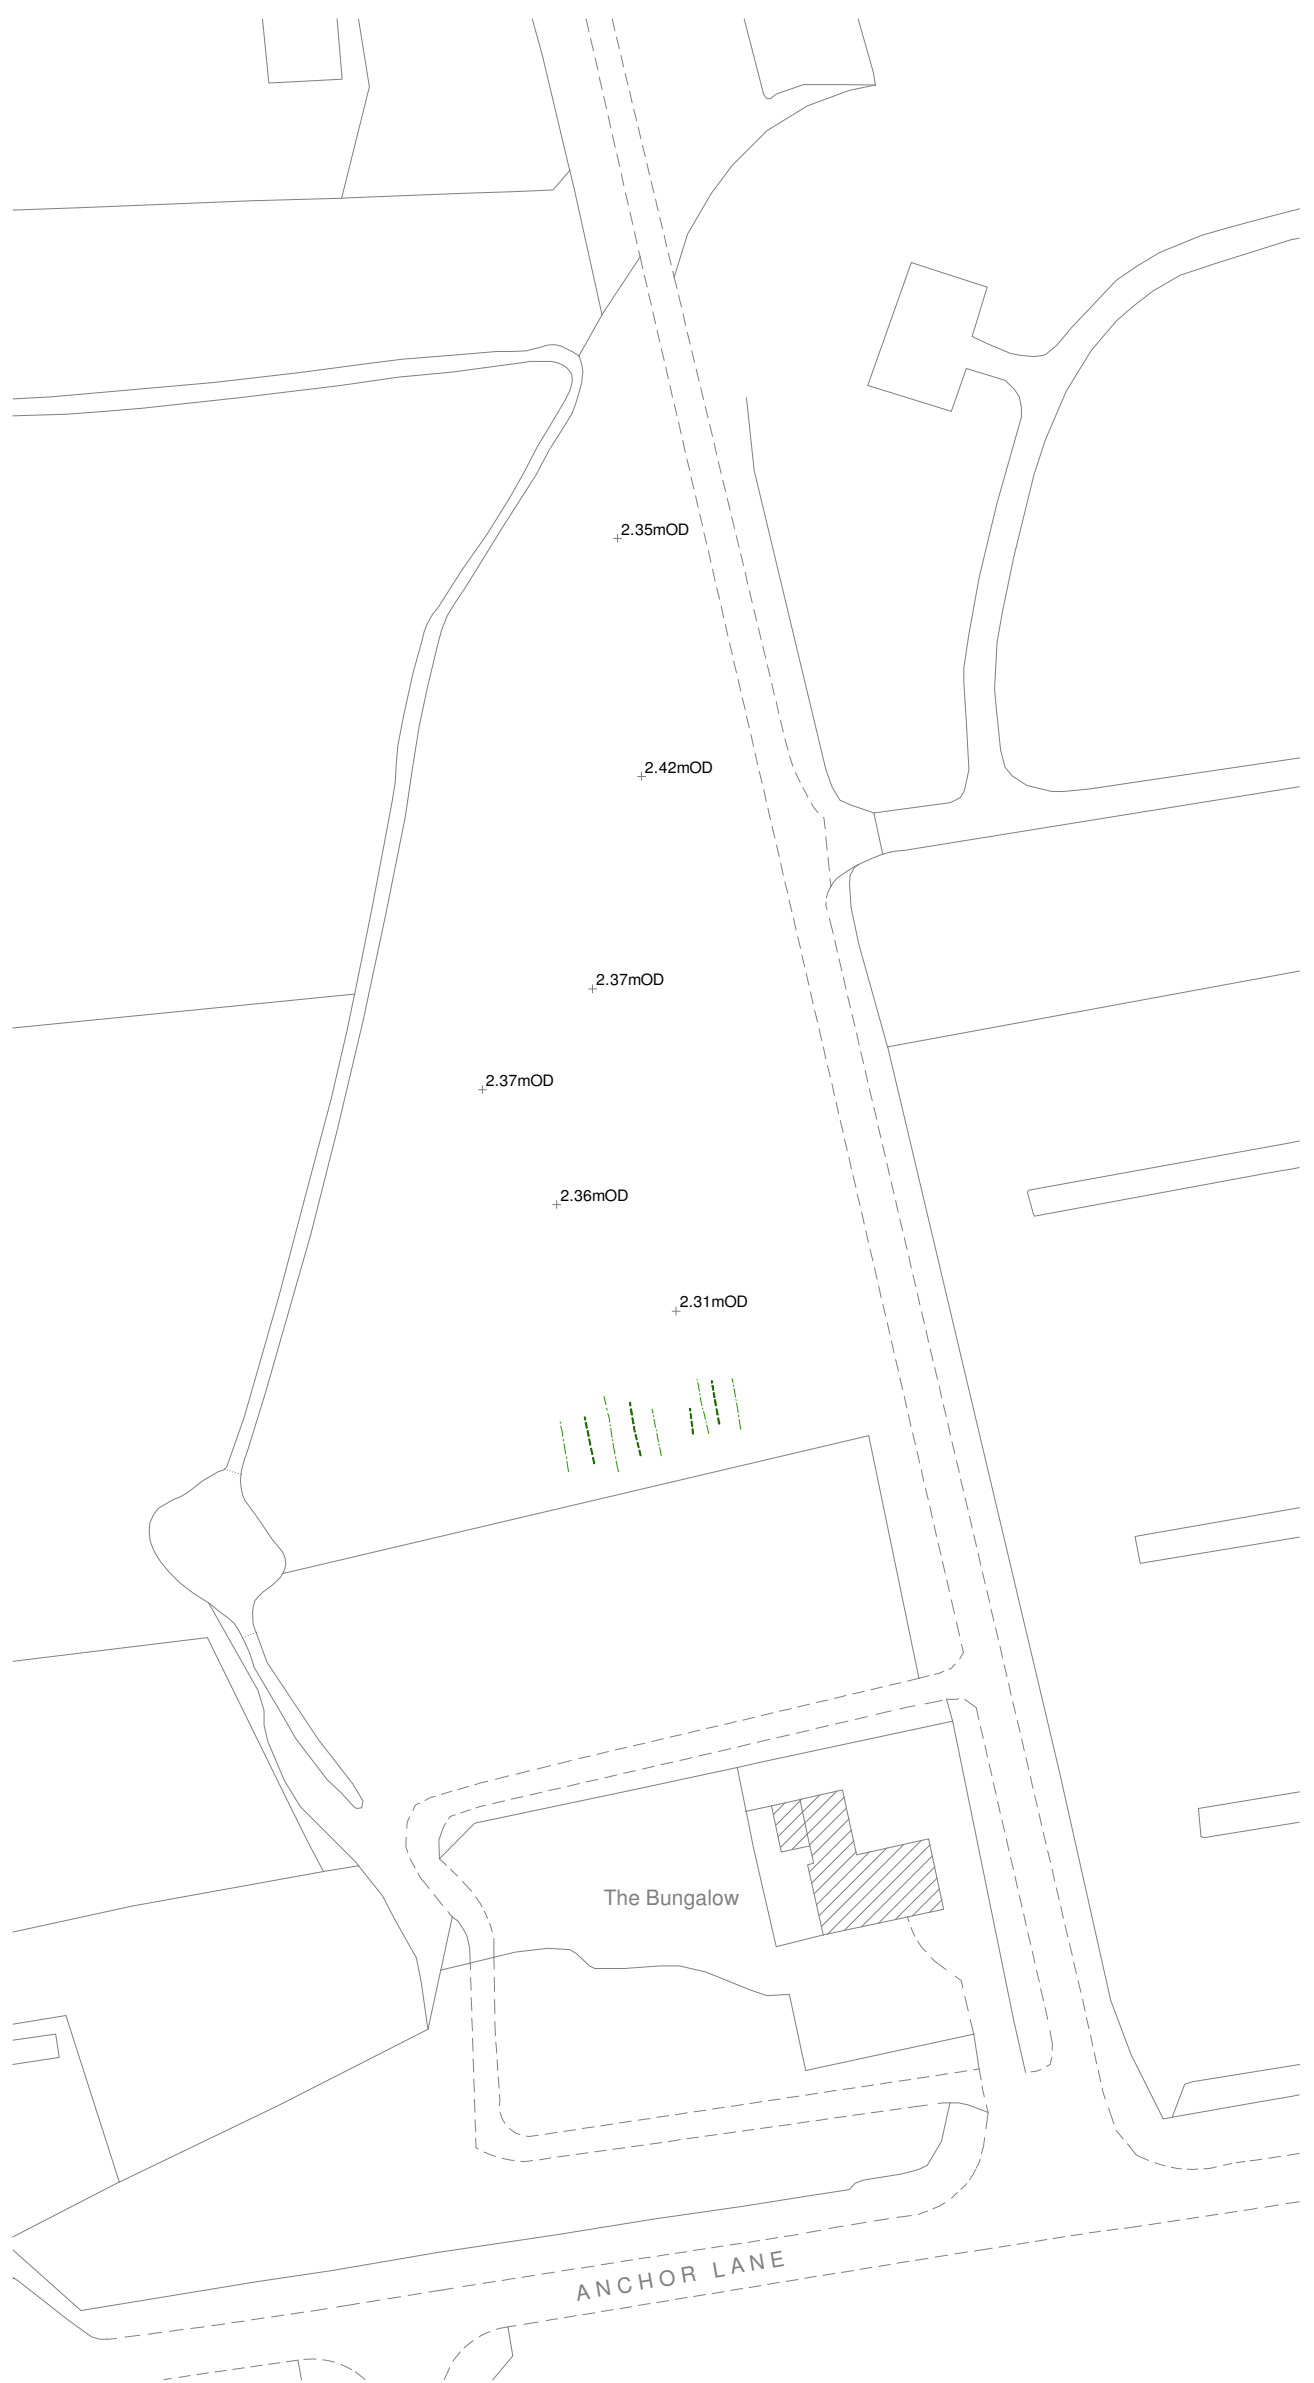 2.35mOD
2.42mOD
2.37mOD
2.37mOD
2.36mOD
2.31mOD
The Bungalow
ANCHOR LANE